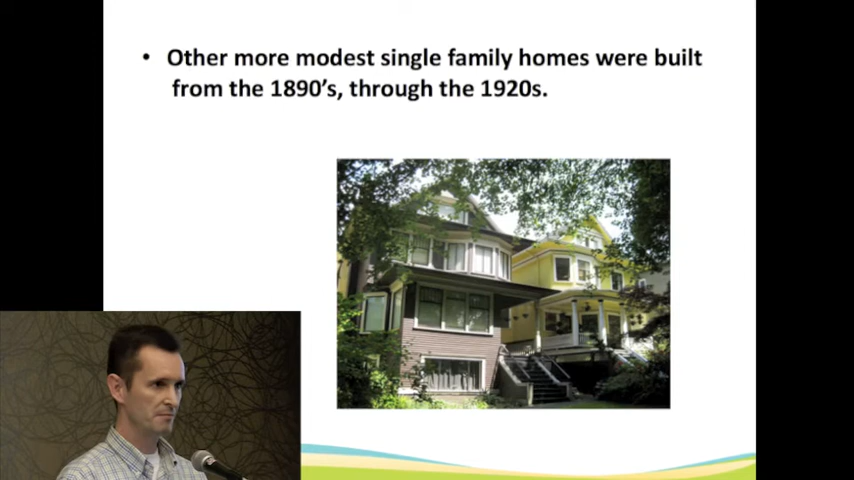 • Other more modest single family homes were built
from the 1890's, through the 1920s.